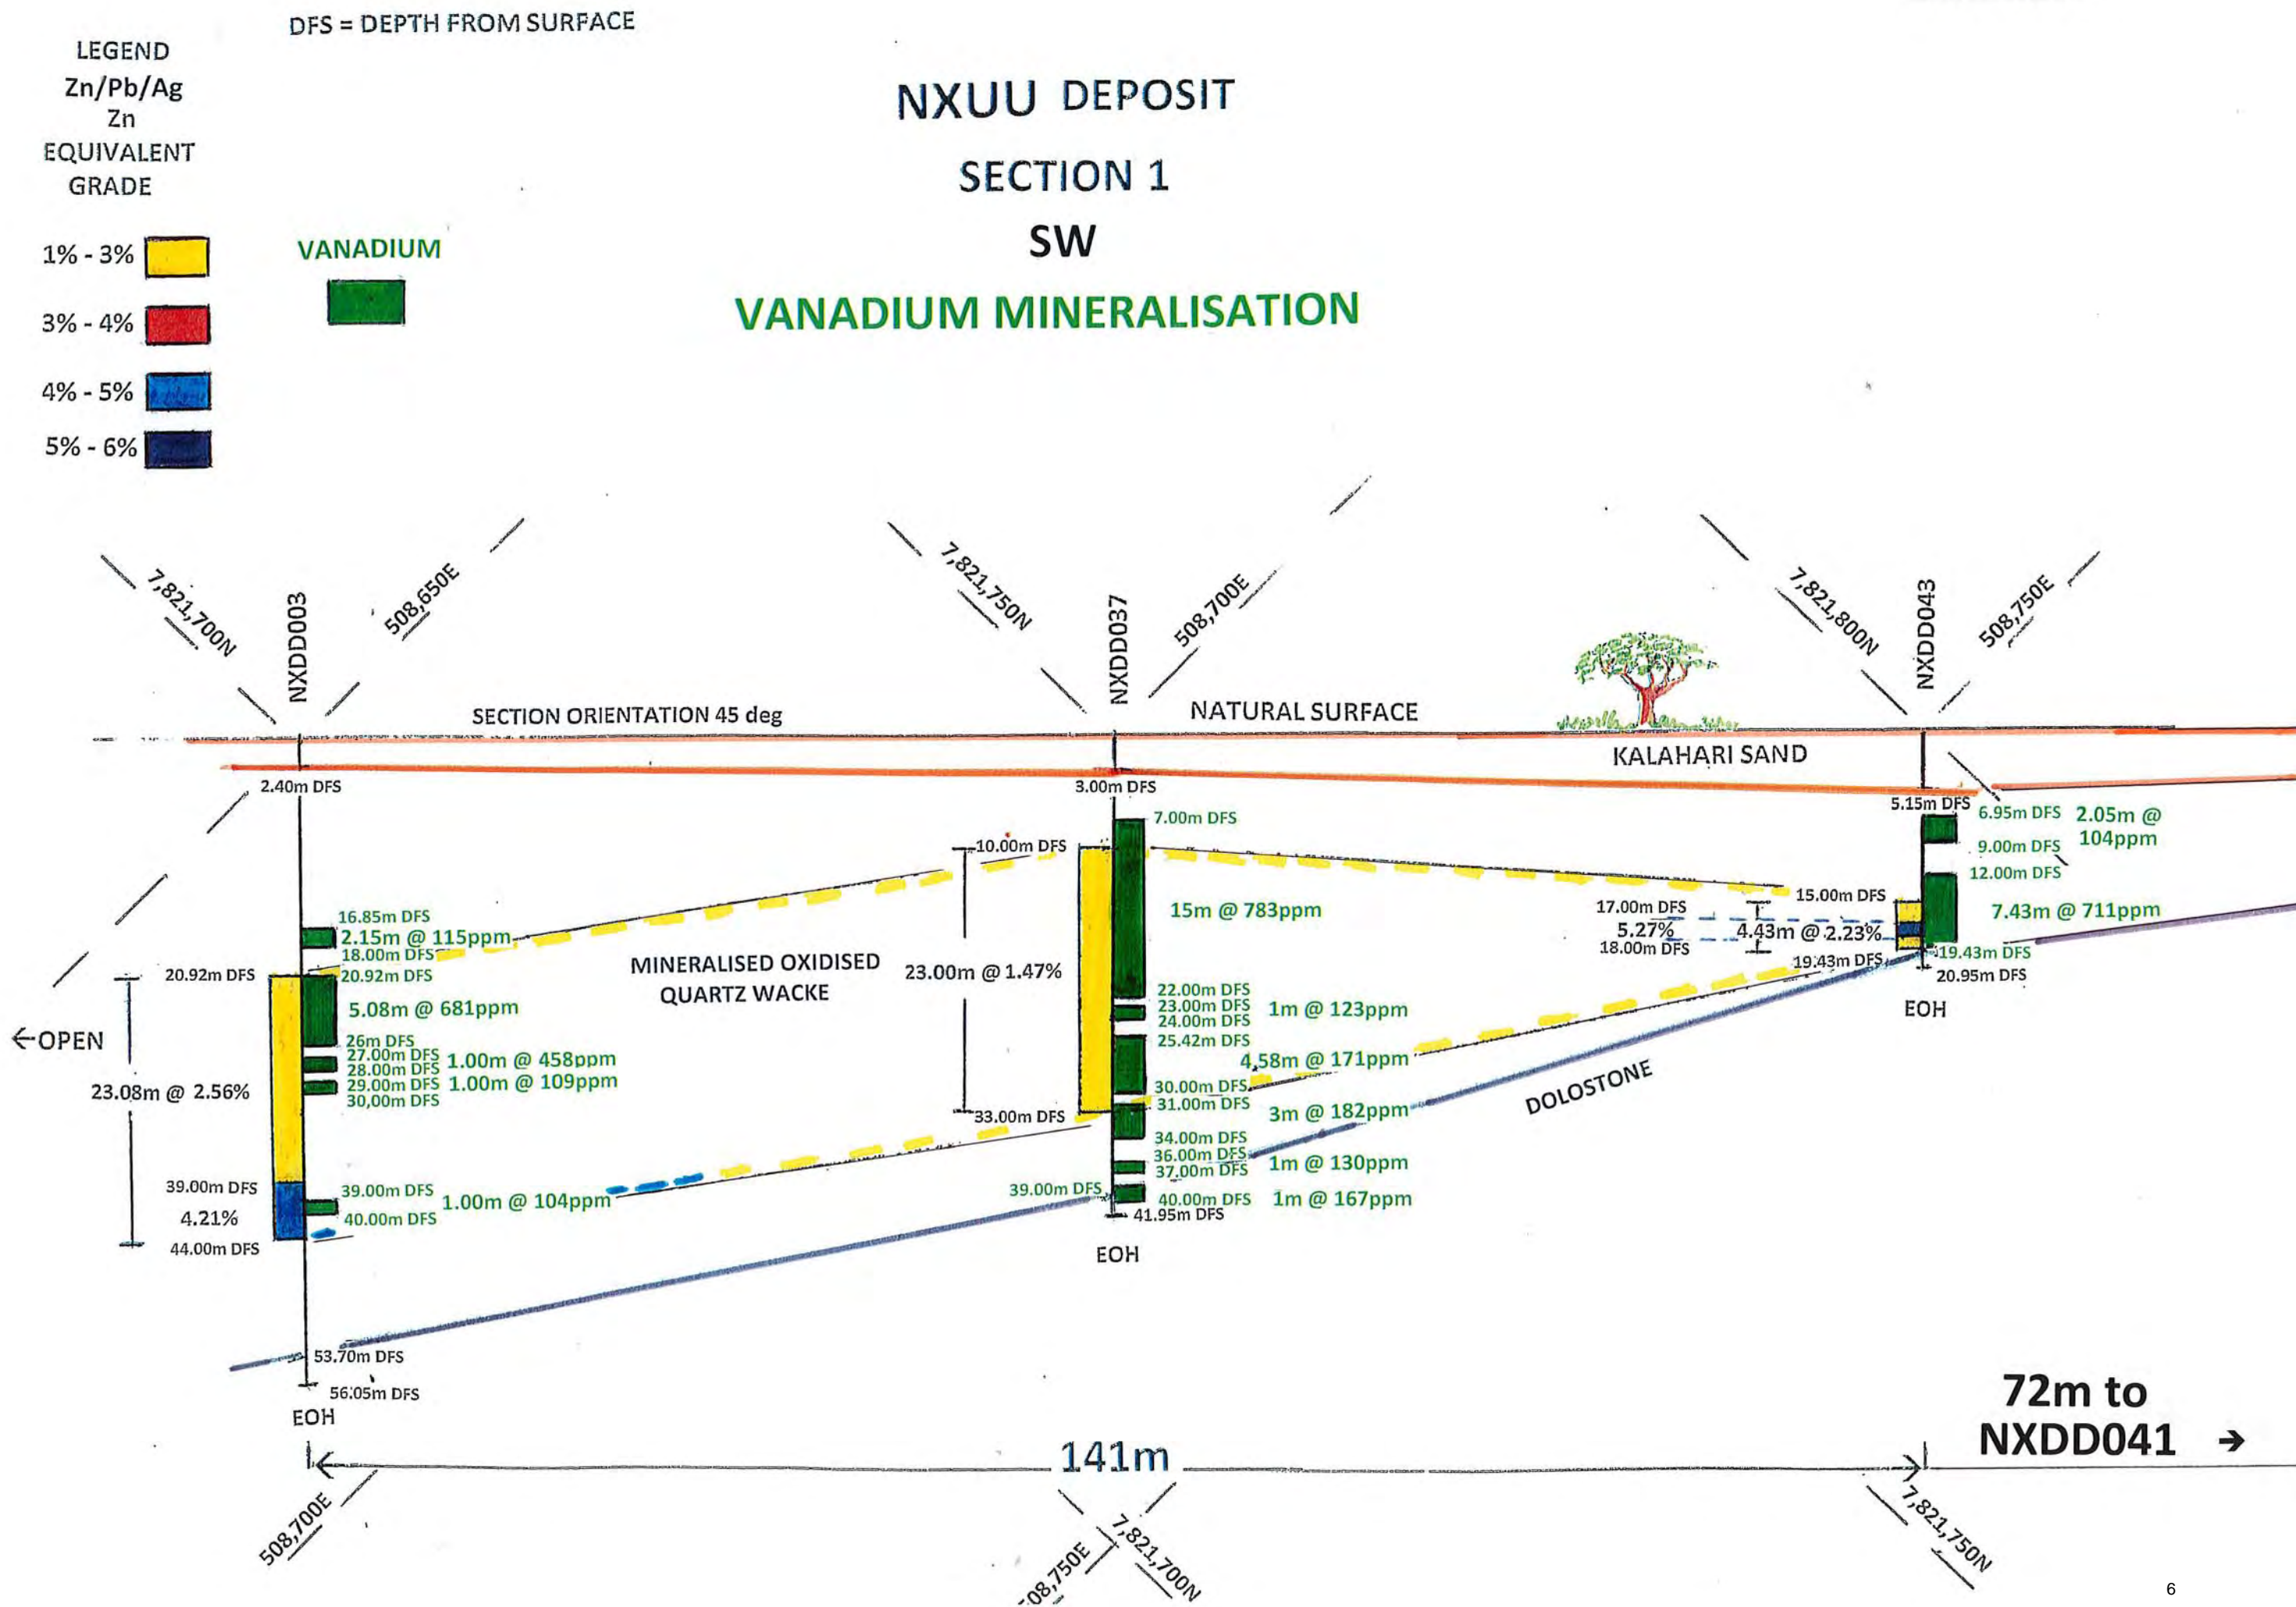 DFS = DEPTH FROM SURFACE
LEGEND
Zn/Pb/Ag
Zn
EQUIVALENT
GRADE
1% - 3%
3% - 4%
4% - 5%
5% - 6%
VANADIUM
NXUU DEPOSIT
SECTION 1
SW
VANADIUM MINERALISATION
7,821,700N
NXDD003
508,650E
7,821,750N
NXDD037
508,700E
7,821,800N
NXDD043
508,750E
SECTION ORIENTATION 45 deg
NATURAL SURFACE
KALAHARI SAND
2.40m DFS
3.00m DFS
5.15m DFS
16.85m DFS
2.15m @ 115ppm
18.00m DFS
20.92m DFS
20.92m DFS
5.08m @ 681ppm
26m DFS
27.00m DFS
28.00m DFS
1.00m @ 458ppm
29.00m DFS
1.00m @ 109ppm
30,00m DFS
←OPEN
23.08m @ 2.56%
39.00m DFS
4.21%
44.00m DFS
39.00m DFS
1.00m @ 104ppm
40.00m DFS
53.70m DFS
56.05m DFS
EOH
MINERALISED OXIDISED
QUARTZ WACKE
10.00m DFS
23.00m @ 1.47%
33.00m DFS
7.00m DFS
15m @ 783ppm
22.00m DFS
23.00m DFS
24.00m DFS
1m @ 123ppm
25.42m DFS
4.58m @ 171ppm
30.00m DFS
31.00m DFS
3m @ 182ppm
34.00m DFS
36.00m DFS
37.00m DFS
1m @ 130ppm
39.00m DFS
40.00m DFS
1m @ 167ppm
41.95m DFS
EOH
DOLOSTONE
6.95m DFS
2.05m @
104ppm
9.00m DFS
12.00m DFS
7.43m @ 711ppm
19.43m DFS
15.00m DFS
17.00m DFS
5.27%
18.00m DFS
4.43m @ 2.23%
19.43m DFS
20.95m DFS
EOH
72m to
NXDD041 →
141m
508,700E
08,750E
7,821,700N
7,821,750N
6